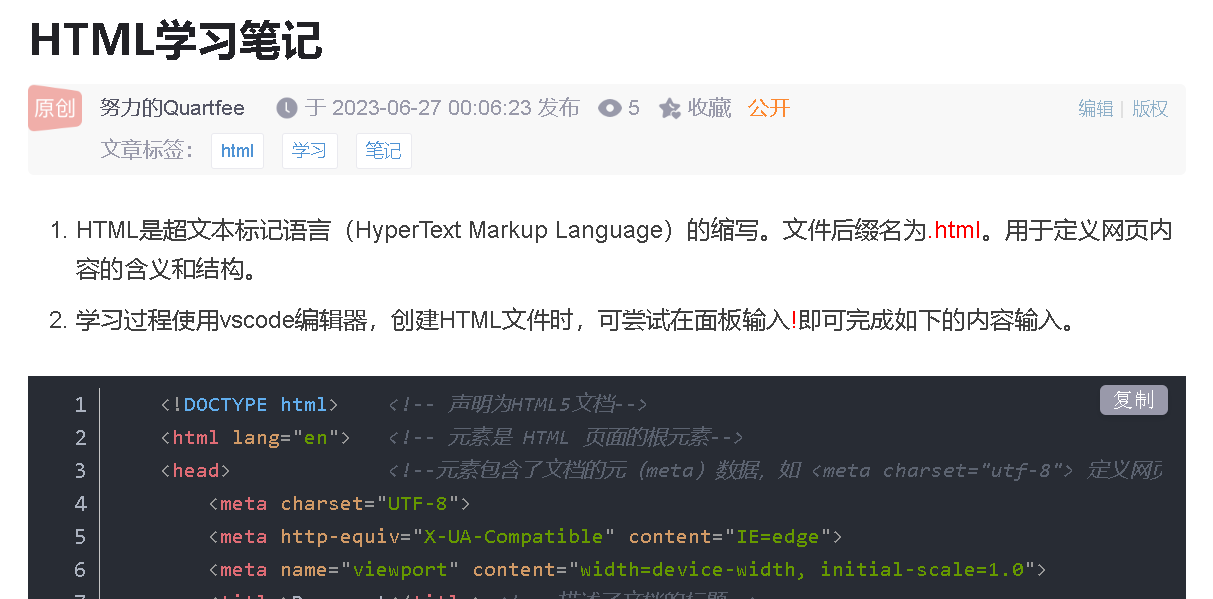 HTML学习笔记
原创 努力的Quartfee 于 2023-06-27 00:06:23 发布 5 收藏 公开 编辑 | 版权
文章标签： html 学习 笔记
1. HTML是超文本标记语言（HyperText Markup Language）的缩写。文件后缀名为.html。用于定义网页内
容的含义和结构。
2. 学习过程使用vscode编辑器，创建HTML文件时，可尝试在面板输入!即可完成如下的内容输入。
复制
1 <!DOCTYPE html> <!-- 声明为HTML5文档-->
2 <html lang="en"> <!-- 元素是 HTML 页面的根元素-->
3 <head> <!--元素包含了文档的元（meta）数据，如 <meta charset="utf-8"> 定义网页
4 <meta charset="UTF-8">
5 <meta http-equiv="X-UA-Compatible" content="IE=edge">
6 <meta name="viewport" content="width=device-width, initial-scale=1.0">